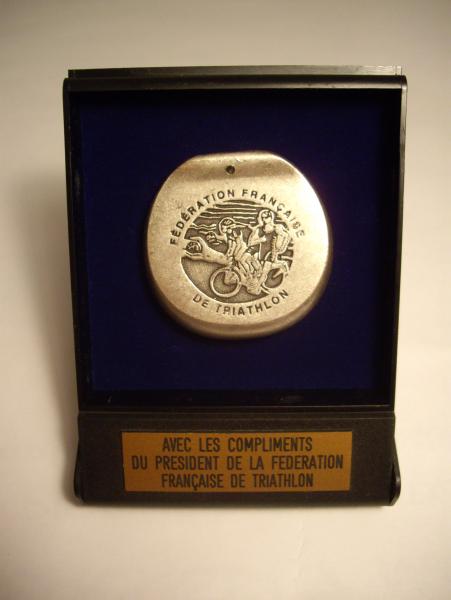 FÉDÉRATION FRANÇAISE
DE TRIATHLON
AVEC LES COMPLIMENTS
DU PRESIDENT DE LA FEDERATION
FRANÇAISE DE TRIATHLON